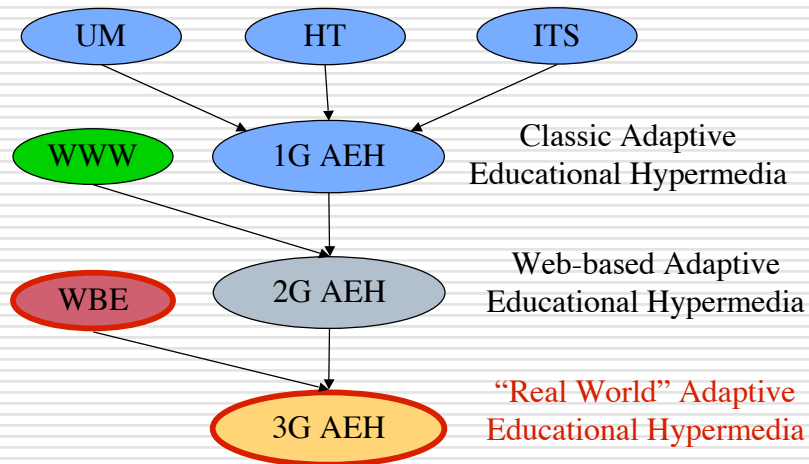 UM
HT
ITS
WWW
1G AEH
Classic Adaptive
Educational Hypermedia
WBE
2G AEH
Web-based Adaptive
Educational Hypermedia
3G AEH
“Real World” Adaptive
Educational Hypermedia